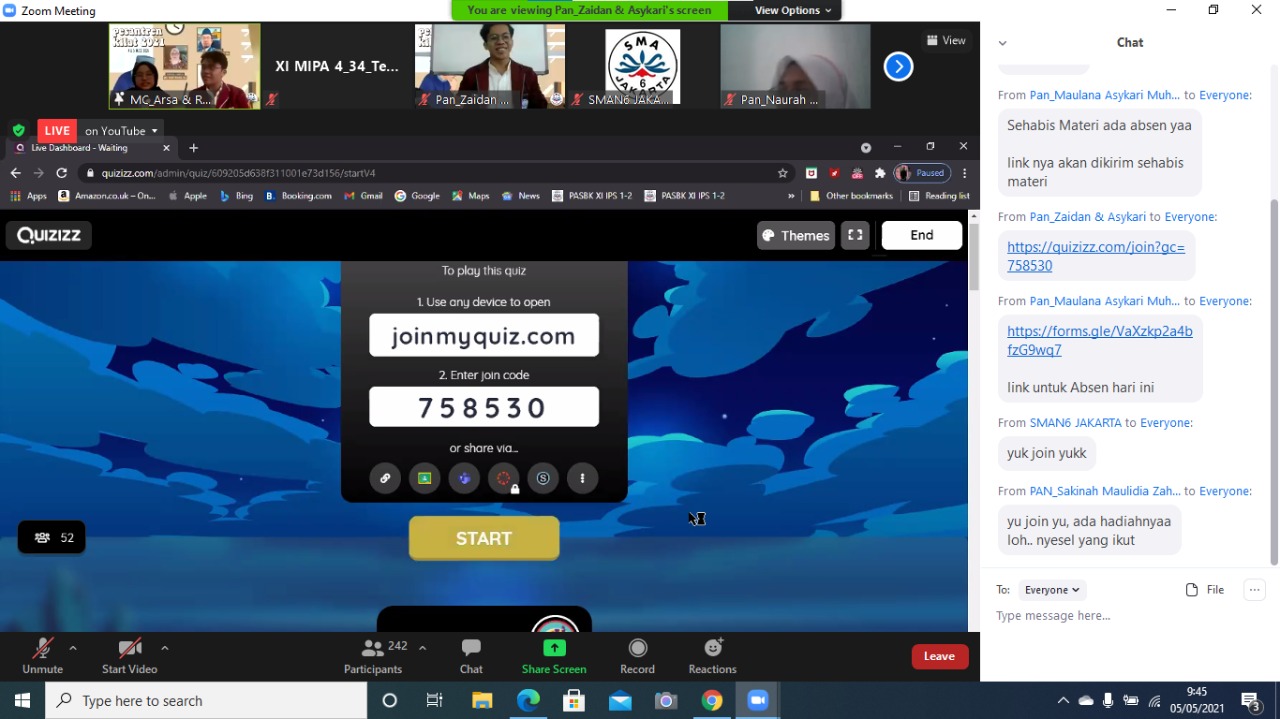 Zoom Meeting
You are viewing Pan_Zaidan & Asykari's screen
View Options
Pesantren
Kilat 2021
MC_Arsa & R...
XI MIPA 4_34_Te...
Pan_Zaidan ...
SMA
6
JAKARTA
SMAN6 JAKA...
Pan_Naurah ...
View
LIVE
on YouTube
Live Dashboard - Waiting
quizizz.com/admin/quiz/609205d638f311001e73d156/startV4
Paused
Apps
Amazon.co.uk – On...
Apple
Bing
Booking.com
Gmail
Google
Maps
News
PASBK XI IPS 1-2
PASBK XI IPS 1-2
»
Other bookmarks
Reading list
Quizizz
Themes
End
To play this quiz
1. Use any device to open
joinmyquiz.com
2. Enter join code
758530
or share via...
START
52
Unmute
Start Video
Participants
242
Chat
Share Screen
Record
Reactions
Leave
Chat
From Pan_Maulana Asykari Muh... to Everyone:
Sehabis Materi ada absen yaa
link nya akan dikirim sehabis
materi
From Pan_Zaidan & Asykari to Everyone:
https://quizizz.com/join?gc=
758530
From Pan_Maulana Asykari Muh... to Everyone:
https://forms.gle/VaXzkp2a4b
fzG9wq7
link untuk Absen hari ini
From SMAN6 JAKARTA to Everyone:
yuk join yukk
From PAN_Sakinah Maulidia Zah... to Everyone:
yu join yu, ada hadiahnyaa
loh.. nyesel yang ikut
To:
Everyone
File
Type message here...
Type here to search
9:45
05/05/2021
3